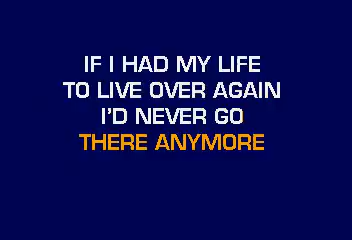 IF I HAD MY LIFE
TO LIVE OVER AGAIN
I'D NEVER GO
THERE ANYMORE